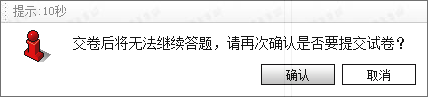 提示:10秒
交卷后将无法继续答题，请再次确认是否要提交试卷？
确认
取消